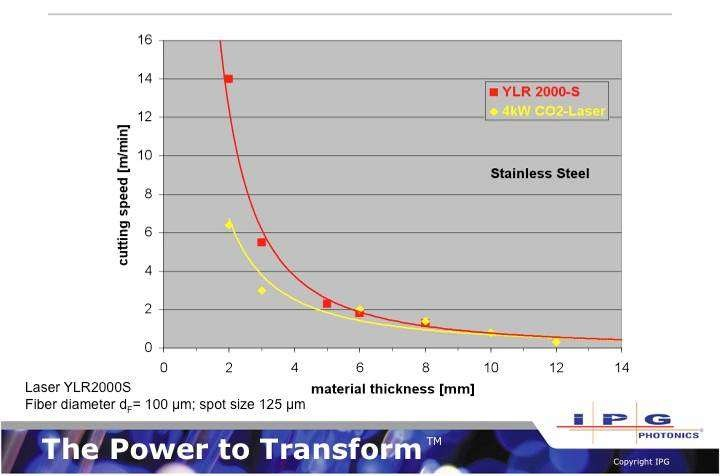 16
14
12
10
8
6
4
2
0
cutting speed [m/min]
YLR 2000-S
4kW CO2-Laser
Stainless Steel
0 2 4 6 8 10 12 14
material thickness [mm]
Laser YLR2000S
Fiber diameter dF= 100 µm; spot size 125 µm
IPG
PHOTONICS®
The Power to Transform™
Copyright IPG